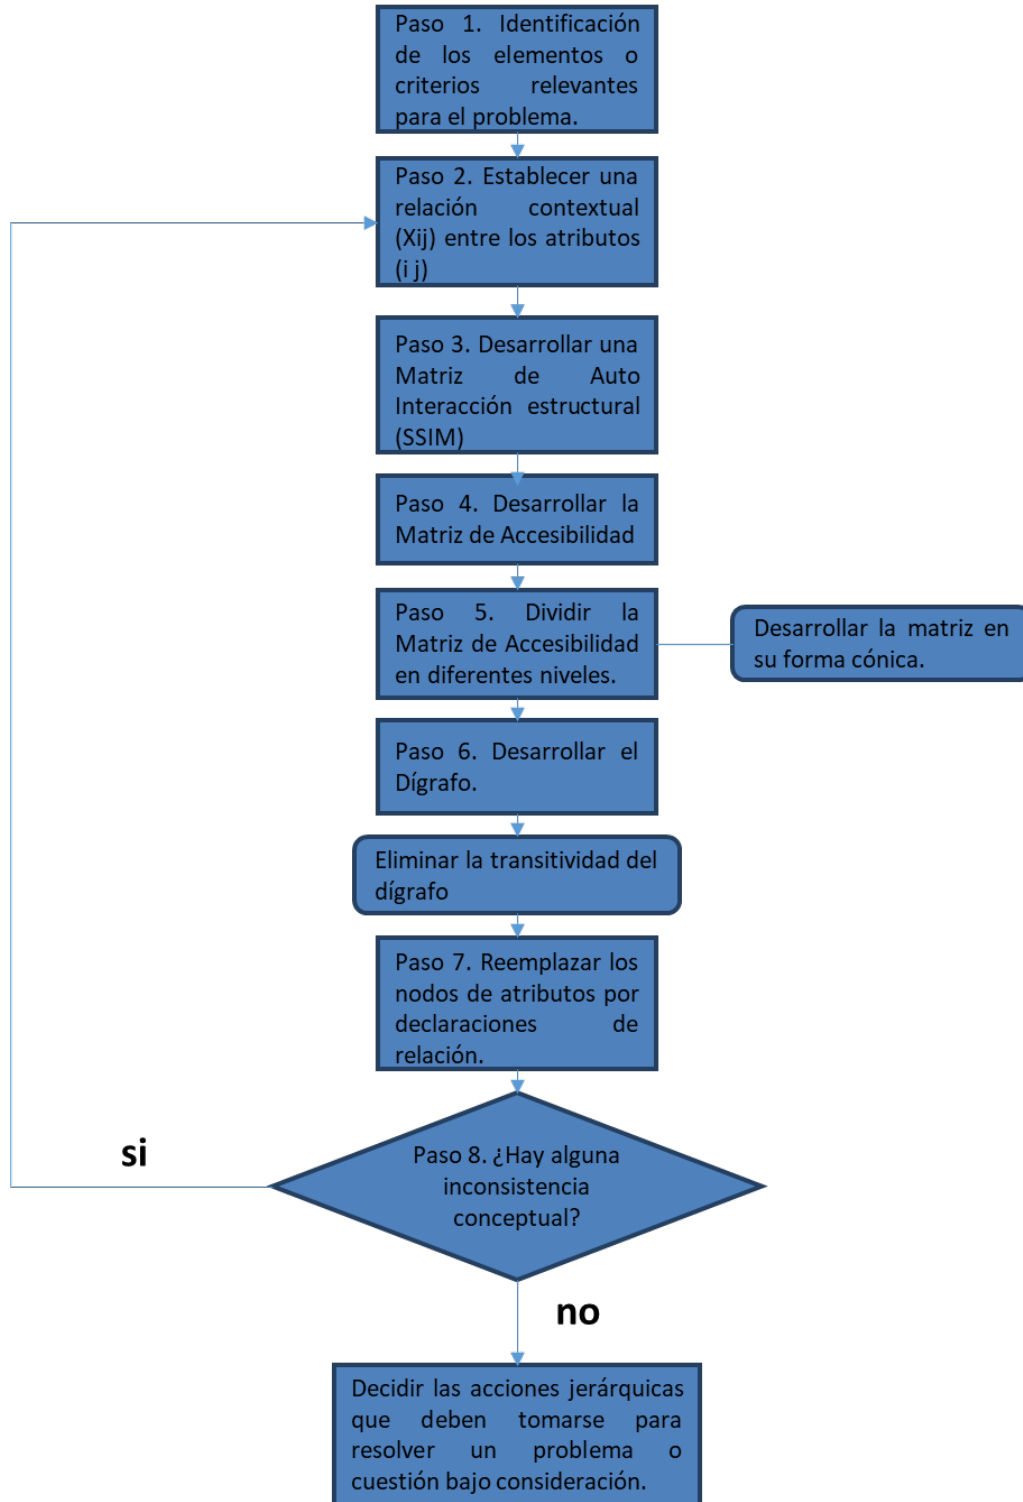 Paso 1. Identificación
de los elementos o
criterios relevantes
para el problema.
Paso 2. Establecer una
relación contextual
(Xij) entre los atributos
(i j)
Paso 3. Desarrollar una
Matriz de Auto
Interacción estructural
(SSIM)
Paso 4. Desarrollar la
Matriz de Accesibilidad
Paso 5. Dividir la
Matriz de Accesibilidad
en diferentes niveles.
Desarrollar la matriz en
su forma cónica.
Paso 6. Desarrollar el
Dígrafo.
Eliminar la transitividad del
dígrafo
Paso 7. Reemplazar los
nodos de atributos por
declaraciones de
relación.
si
Paso 8. ¿Hay alguna
inconsistencia
conceptual?
no
Decidir las acciones jerárquicas
que deben tomarse para
resolver un problema o
cuestión bajo consideración.